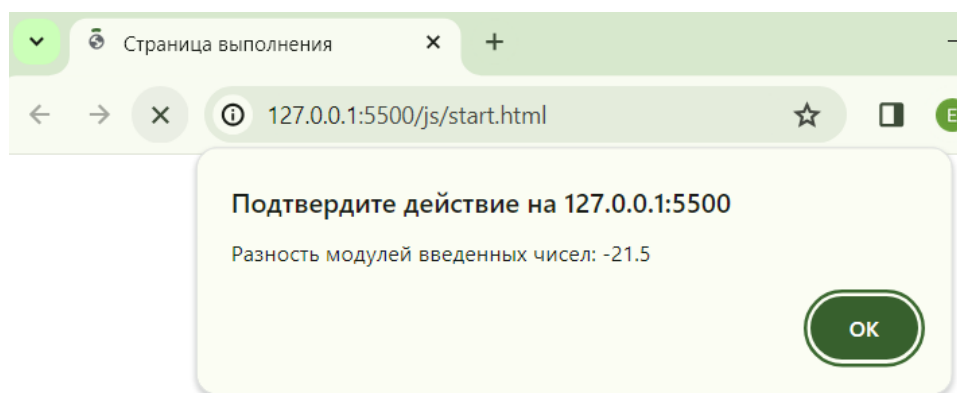 Страница выполнения
127.0.0.1:5500/js/start.html
E
Подтвердите действие на 127.0.0.1:5500
Разность модулей введенных чисел: -21.5
ОК